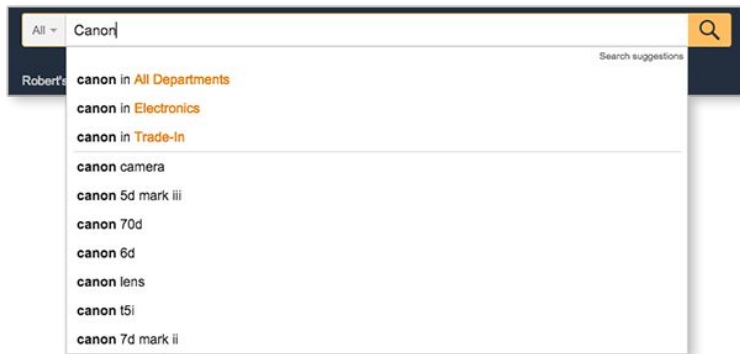 All
Canon
Search suggestions
Robert's
canon in All Departments
canon in Electronics
canon in Trade-In
canon camera
canon 5d mark iii
canon 70d
canon 6d
canon lens
canon t5i
canon 7d mark ii